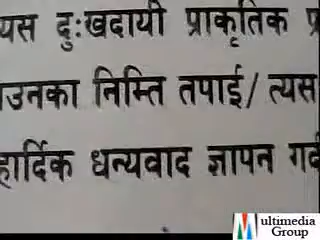 यस दुःखदायी प्राकृतिक प्र
उनका निम्ति तपाई/ त्यस
हार्दिक धन्यवाद ज्ञापन गर्द
Multimedia
Group